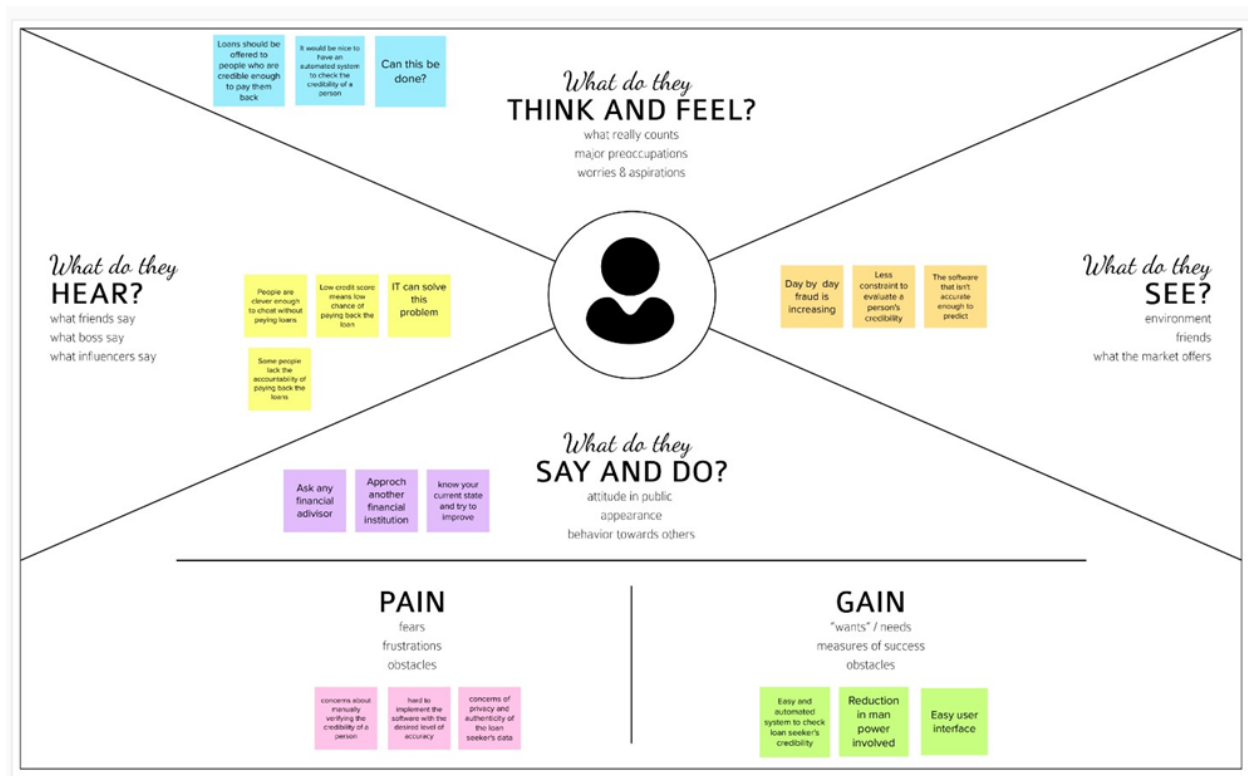 Loans should be
offered to
people who are
credible enough
to pay them
back
It would be nice to
have an
automated system
to check the
credibility of a
person
Can this be
done?
What do they
THINK AND FEEL?
what really counts
major preoccupations
worries & aspirations
What do they
HEAR?
what friends say
what boss say
what influencers say
People are
clever enough
to cheat without
paying loans
Low credit score
means low
chance of
paying back the
loan
IT can solve
this
problem
Some people
lack the
accountability of
paying back the
loans
Day by day
fraud is
increasing
Less
constraint to
evaluate a
person's
credibility
The software
that isn't
accurate
enough to
predict
What do they
SEE?
environment
friends
what the market offers
What do they
SAY AND DO?
attitude in public
appearance
behavior towards others
Ask any
financial
adivisor
Approch
another
financial
institution
know your
current state
and try to
improve
PAIN
fears
frustrations
obstacles
concerns about
manually
verifying the
credibility of a
person
hard to
implement the
software with the
desired level of
accuracy
concerns of
privacy and
authenticity of
the loan
seeker's data
GAIN
"wants" / needs
measures of success
obstacles
Easy and
automated
system to check
loan seeker's
credibility
Reduction
in man
power
involved
Easy user
interface